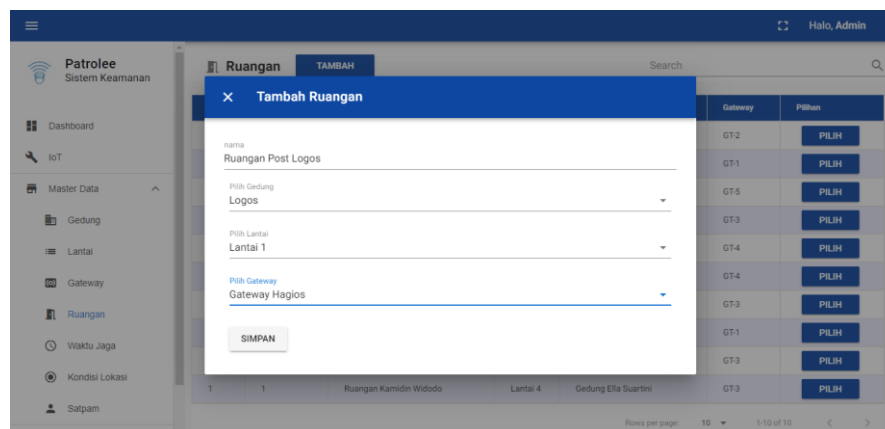 Halo, Admin
Patrolee
Sistem Keamanan
Ruangan
TAMBAH
Search
Tambah Ruangan
Gateway
Pilihan
Dashboard
IoT
Master Data
Gedung
Lantai
Gateway
Ruangan
Waktu Jaga
Kondisi Lokasi
Satpam
nama
Ruangan Post Logos
Pilih Gedung
Logos
Pilih Lantai
Lantai 1
Pilih Gateway
Gateway Hagios
SIMPAN
GT-2 PILIH
GT-1 PILIH
GT-5 PILIH
GT-3 PILIH
GT-4 PILIH
GT-4 PILIH
GT-3 PILIH
GT-1 PILIH
GT-3 PILIH
1 1 Ruangan Kamidin Widodo Lantai 4 Gedung Ella Suartini GT-3 PILIH
Rows per page: 10 1-10 of 10